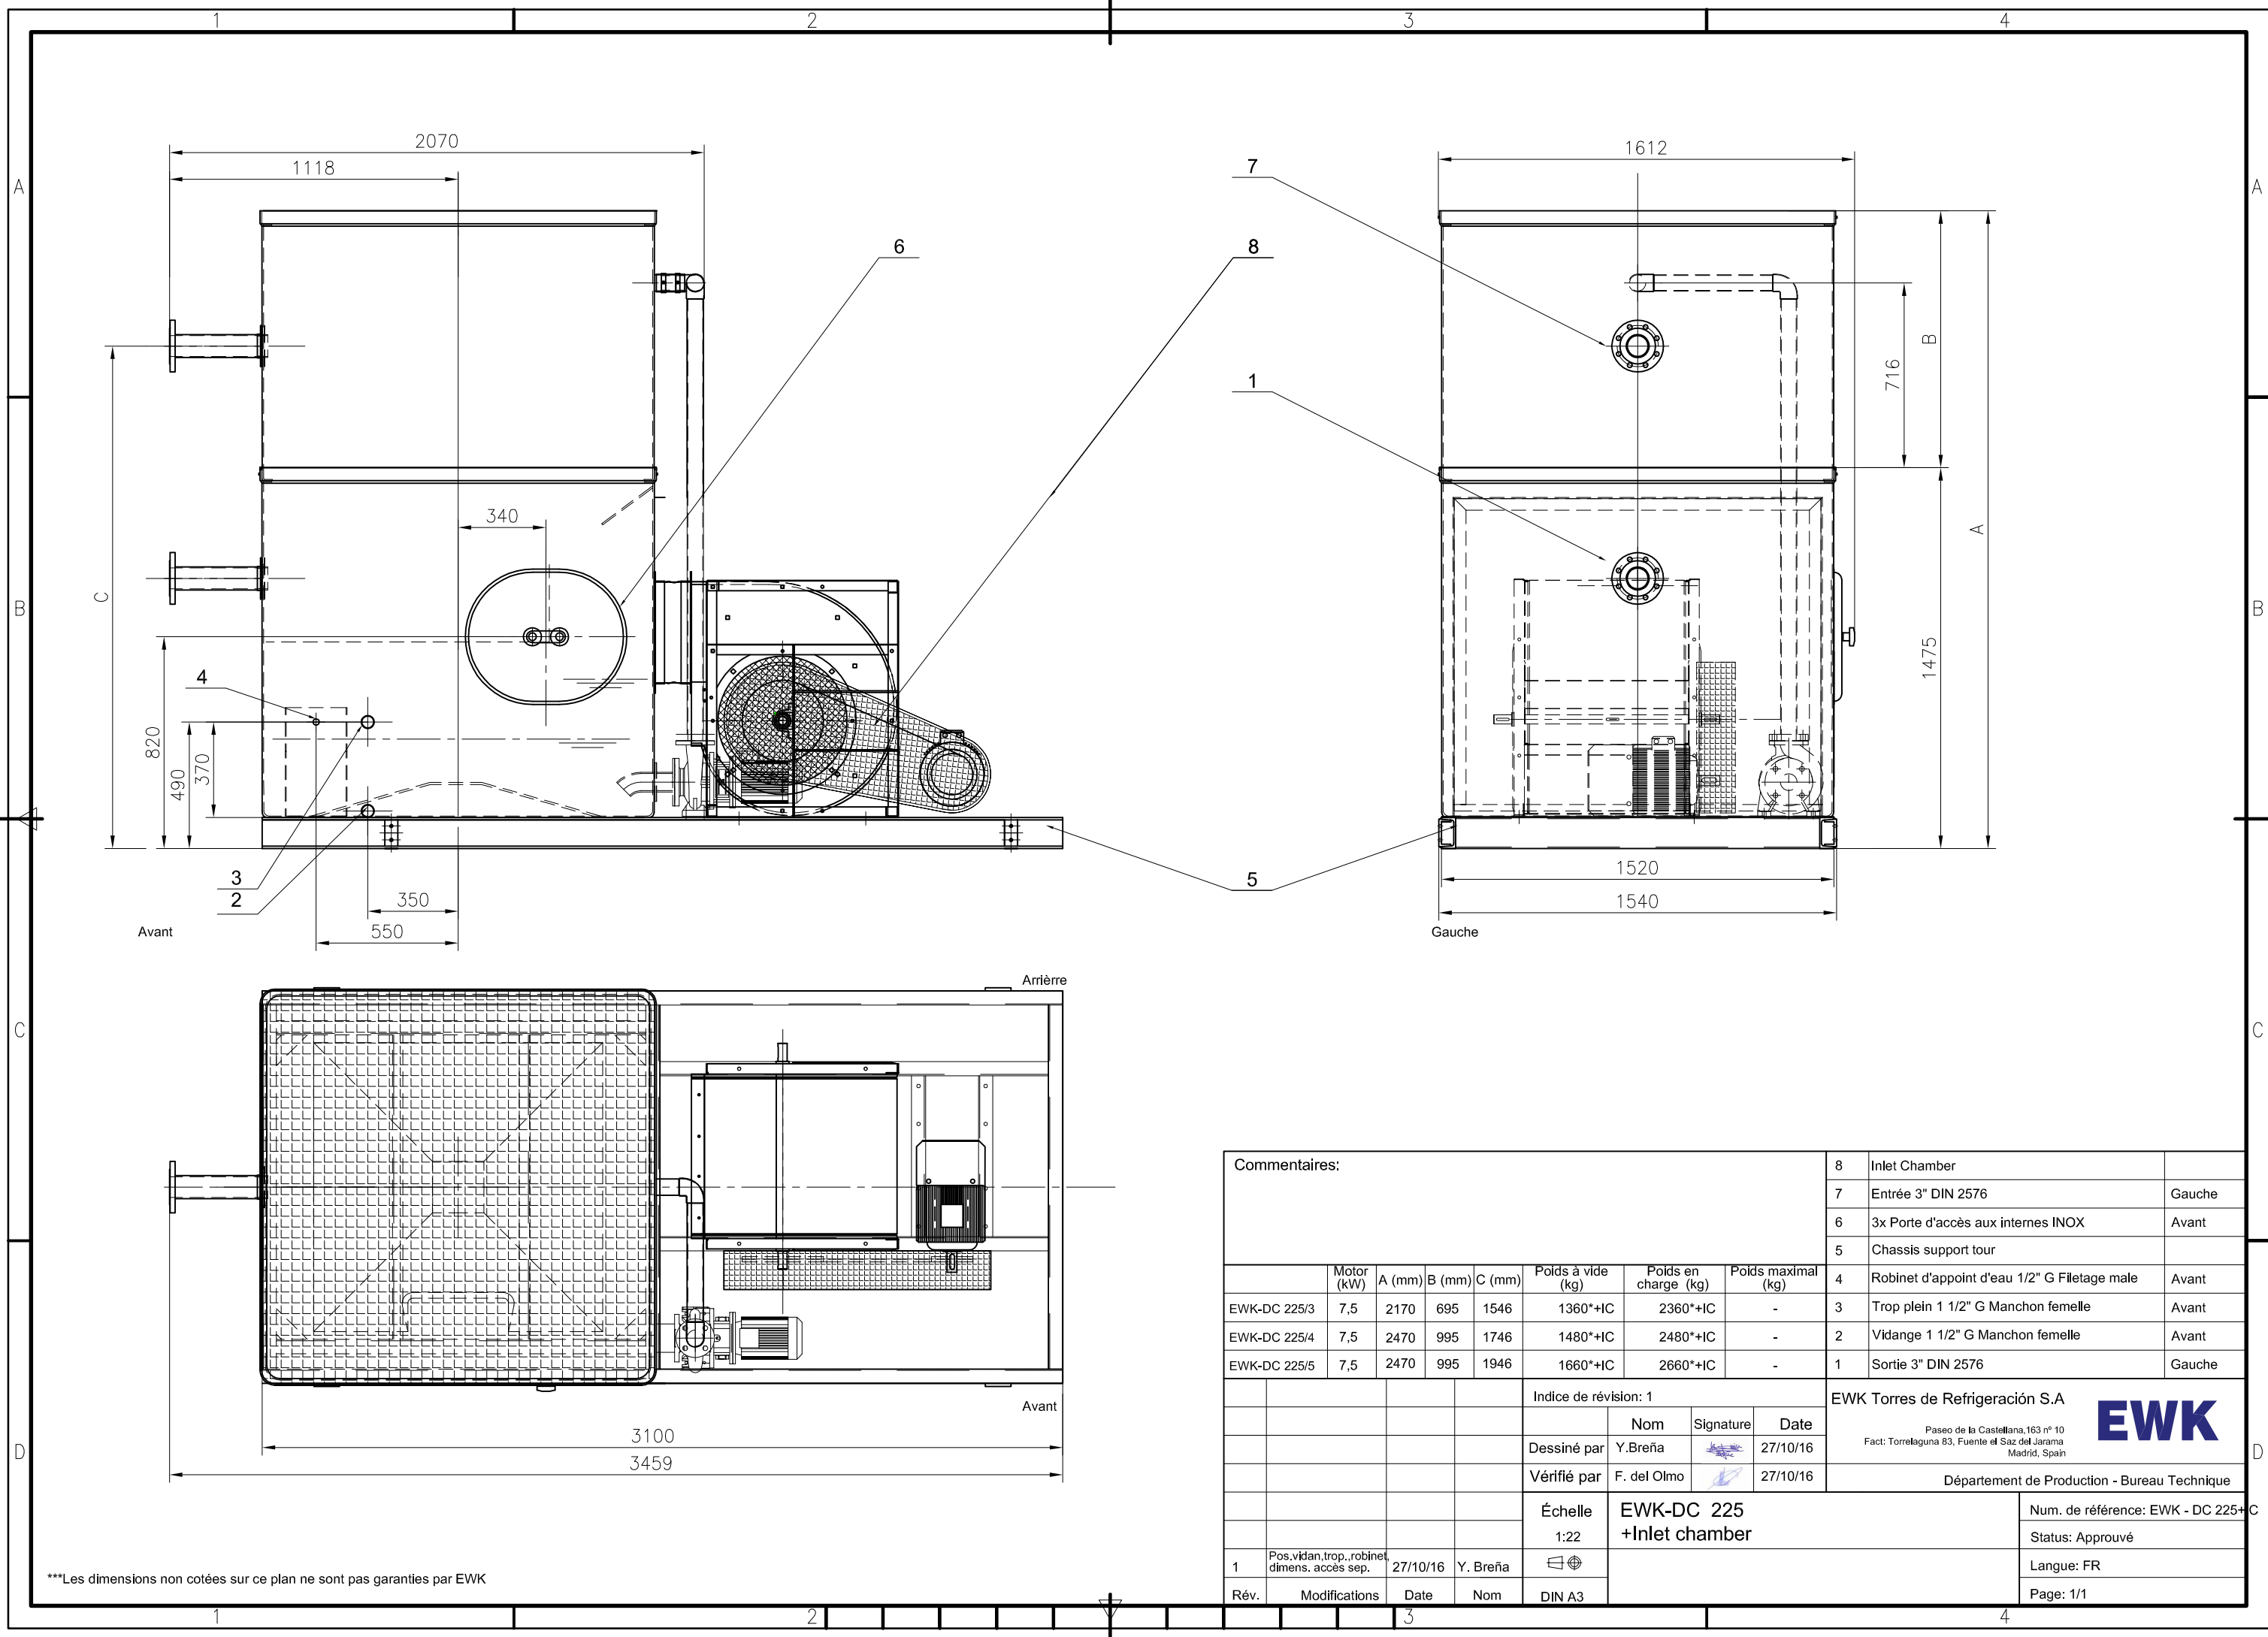 1 2 3 4
A A
B B
C C
D D
2070
1118
6
340
C
820
490
370
4
3
2
350
550
Avant
7
8
1
5
1612
B
716
A
1475
1520
1540
Gauche
Arrièrre
Avant
3100
3459
***Les dimensions non cotées sur ce plan ne sont pas garanties par EWK
Commentaires:
8 Inlet Chamber
7 Entrée 3" DIN 2576 Gauche
6 3x Porte d'accès aux internes INOX Avant
5 Chassis support tour
4 Robinet d'appoint d'eau 1/2" G Filetage male Avant
3 Trop plein 1 1/2" G Manchon femelle Avant
2 Vidange 1 1/2" G Manchon femelle Avant
1 Sortie 3" DIN 2576 Gauche
Motor (kW) A (mm) B (mm) C (mm) Poids à vide (kg) Poids en charge (kg) Poids maximal (kg)
EWK-DC 225/3 7,5 2170 695 1546 1360*+IC 2360*+IC -
EWK-DC 225/4 7,5 2470 995 1746 1480*+IC 2480*+IC -
EWK-DC 225/5 7,5 2470 995 1946 1660*+IC 2660*+IC -
Indice de révision: 1
Nom Signature Date
Dessiné par Y.Breña 27/10/16
Vérifié par F. del Olmo 27/10/16
EWK Torres de Refrigeración S.A
Paseo de la Castellana,163 nº 10
Fact: Torrelaguna 83, Fuente el Saz del Jarama
Madrid, Spain
EWK
Département de Production - Bureau Technique
Échelle
1:22
DIN A3
EWK-DC 225
+Inlet chamber
Num. de référence: EWK - DC 225+ C
Status: Approuvé
Langue: FR
Page: 1/1
1 Pos,vidan,trop.,robinet, dimens. accès sep. 27/10/16 Y. Breña
Rév. Modifications Date Nom
1 2 3 4